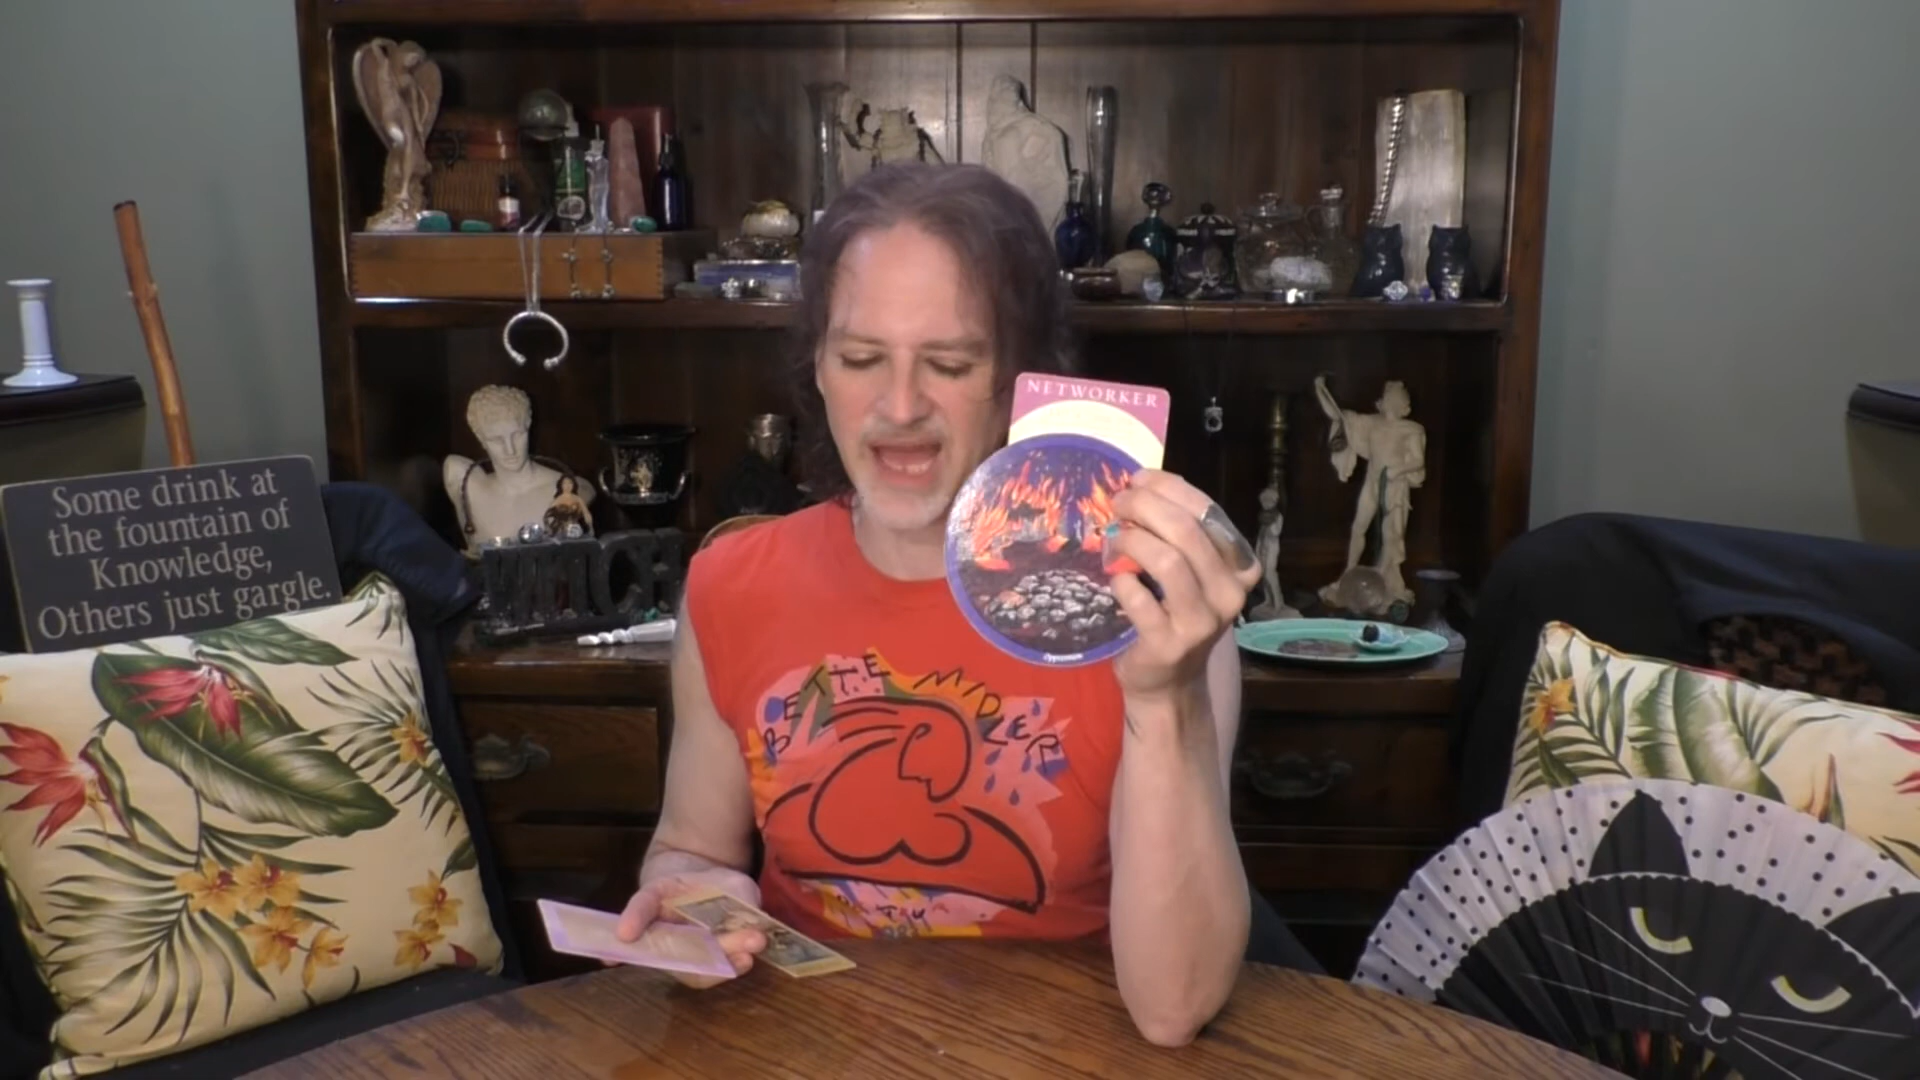 NETWORKER
Some drink at
the fountain of
Knowledge,
Others just gargle.
WITCH
BETTE MIDLER